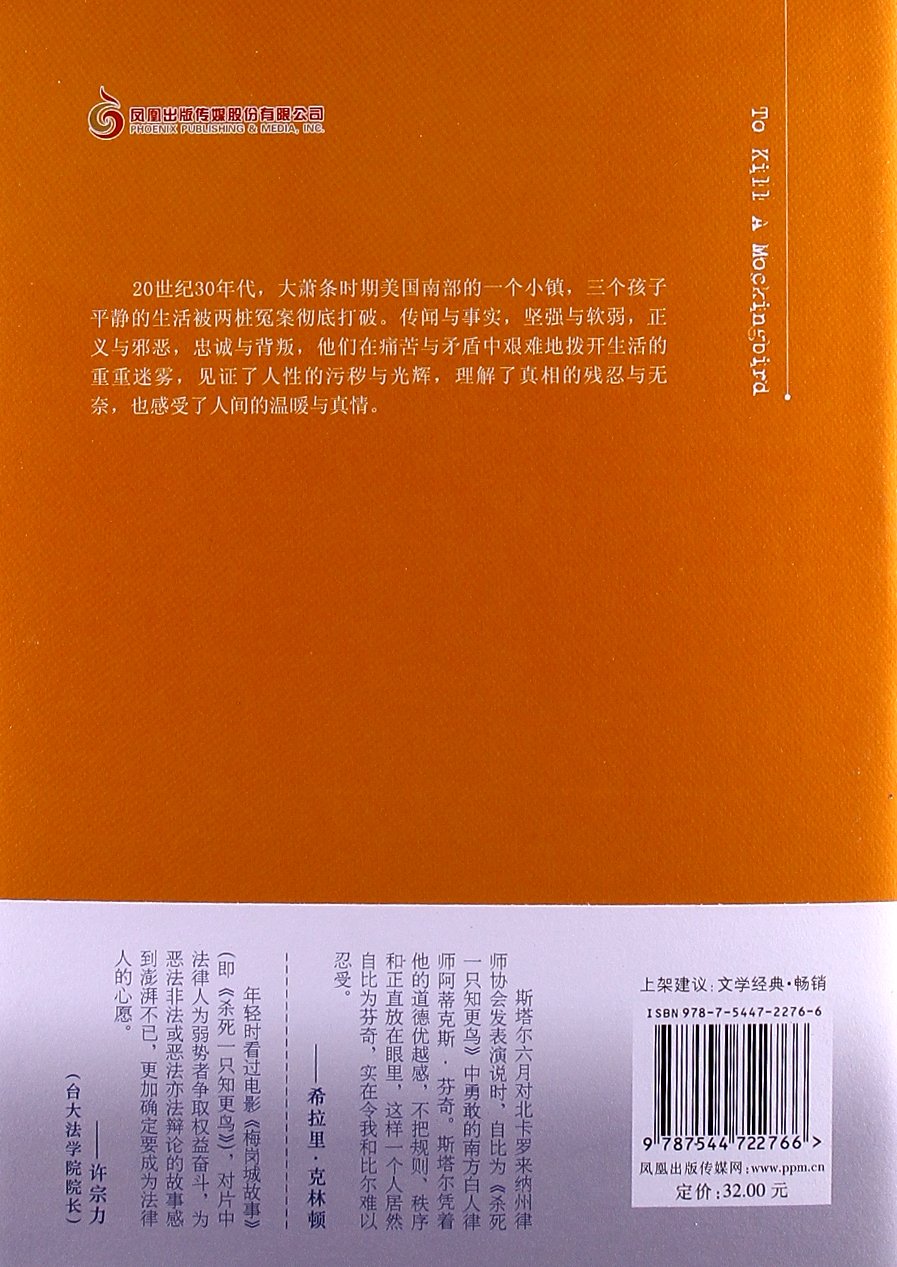 凤凰出版传媒股份有限公司
PHOENIX PUBLISHING & MEDIA, INC.
To Kill A Mockingbird
20世纪30年代，大萧条时期美国南部的一个小镇，三个孩子
平静的生活被两桩冤案彻底打破。传闻与事实，坚强与软弱，正
义与邪恶，忠诚与背叛，他们在痛苦与矛盾中艰难地拨开生活的
重重迷雾，见证了人性的污秽与光辉，理解了真相的残忍与无
奈，也感受了人间的温暖与真情。
斯塔尔六月对北卡罗来纳州律
师协会发表演说时，自比为《杀死
一只知更鸟》中勇敢的南方白人律
师阿蒂克斯·芬奇。斯塔尔凭着
他的道德优越感，不把规则、秩序
和正直放在眼里，这样一个人居然
自比为芬奇，实在令我和比尔难以
忍受。
——希拉里·克林顿
年轻时看过电影《梅岗城故事》
（即《杀死一只知更鸟》），对片中
法律人为弱势者争取权益奋斗，为
恶法非法或恶法亦法辩论的故事感
到澎湃不已，更加确定要成为法律
人的心愿。
——许宗力
（台大法学院院长）
上架建议：文学经典·畅销
ISBN 978-7-5447-2276-6
9 787544 722766 >
凤凰出版传媒网：www.ppm.cn
定价：32.00 元